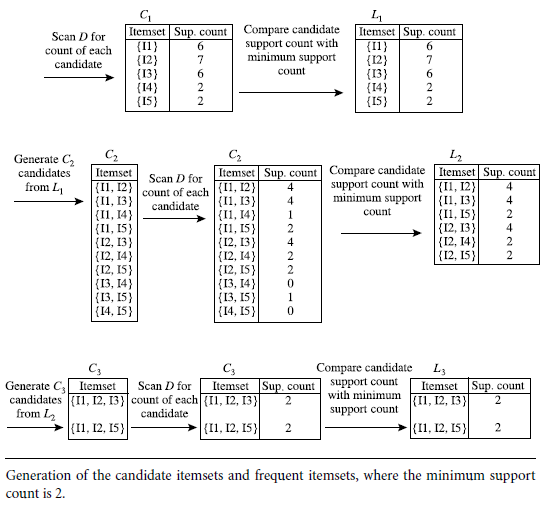 C1
L1
Scan D for
count of each
candidate
Itemset Sup. count
{I1} 6
{I2} 7
{I3} 6
{I4} 2
{I5} 2
Compare candidate
support count with
minimum support
count
Itemset Sup. count
{I1} 6
{I2} 7
{I3} 6
{I4} 2
{I5} 2
Generate C2
candidates
from L1
C2
Itemset
{I1, I2}
{I1, I3}
{I1, I4}
{I1, I5}
{I2, I3}
{I2, I4}
{I2, I5}
{I3, I4}
{I3, I5}
{I4, I5}
Scan D for
count of each
candidate
C2
Itemset Sup. count
{I1, I2} 4
{I1, I3} 4
{I1, I4} 1
{I1, I5} 2
{I2, I3} 4
{I2, I4} 2
{I2, I5} 2
{I3, I4} 0
{I3, I5} 1
{I4, I5} 0
Compare candidate
support count with
minimum support
count
L2
Itemset Sup. count
{I1, I2} 4
{I1, I3} 4
{I1, I5} 2
{I2, I3} 4
{I2, I4} 2
{I2, I5} 2
Generate C3
candidates
from L2
C3
Itemset
{I1, I2, I3}
{I1, I2, I5}
Scan D for
count of each
candidate
C3
Itemset Sup. count
{I1, I2, I3} 2
{I1, I2, I5} 2
Compare candidate
support count
with minimum
support count
L3
Itemset Sup. count
{I1, I2, I3} 2
{I1, I2, I5} 2
Generation of the candidate itemsets and frequent itemsets, where the minimum support
count is 2.